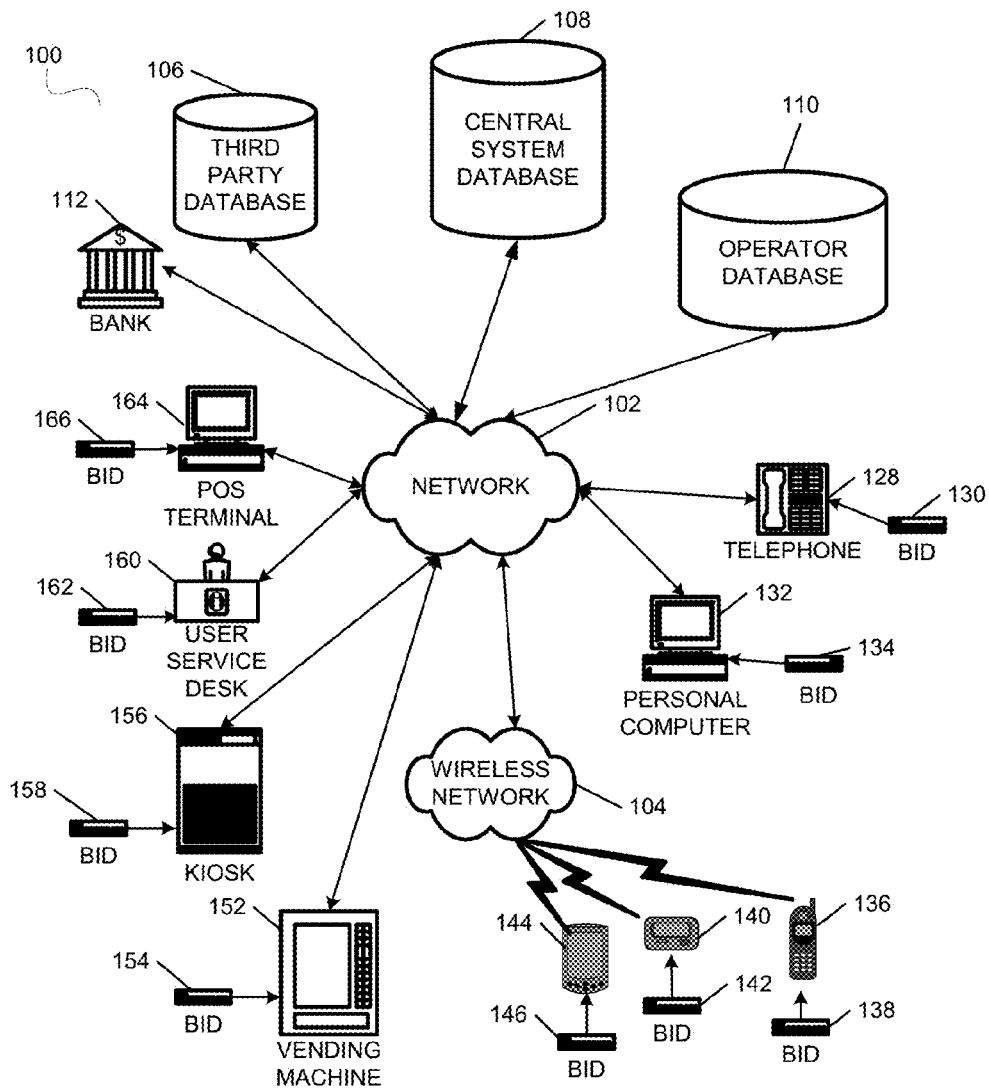 100
106
108
110
THIRD
PARTY
DATABASE
CENTRAL
SYSTEM
DATABASE
OPERATOR
DATABASE
112
$
BANK
102
NETWORK
166
164
BID
POS
TERMINAL
128
130
TELEPHONE
BID
162
160
BID
USER
SERVICE
DESK
132
134
BID
PERSONAL
COMPUTER
156
158
BID
KIOSK
WIRELESS
NETWORK
104
152
154
BID
VENDING
MACHINE
144
140
136
146
BID
142
BID
138
BID